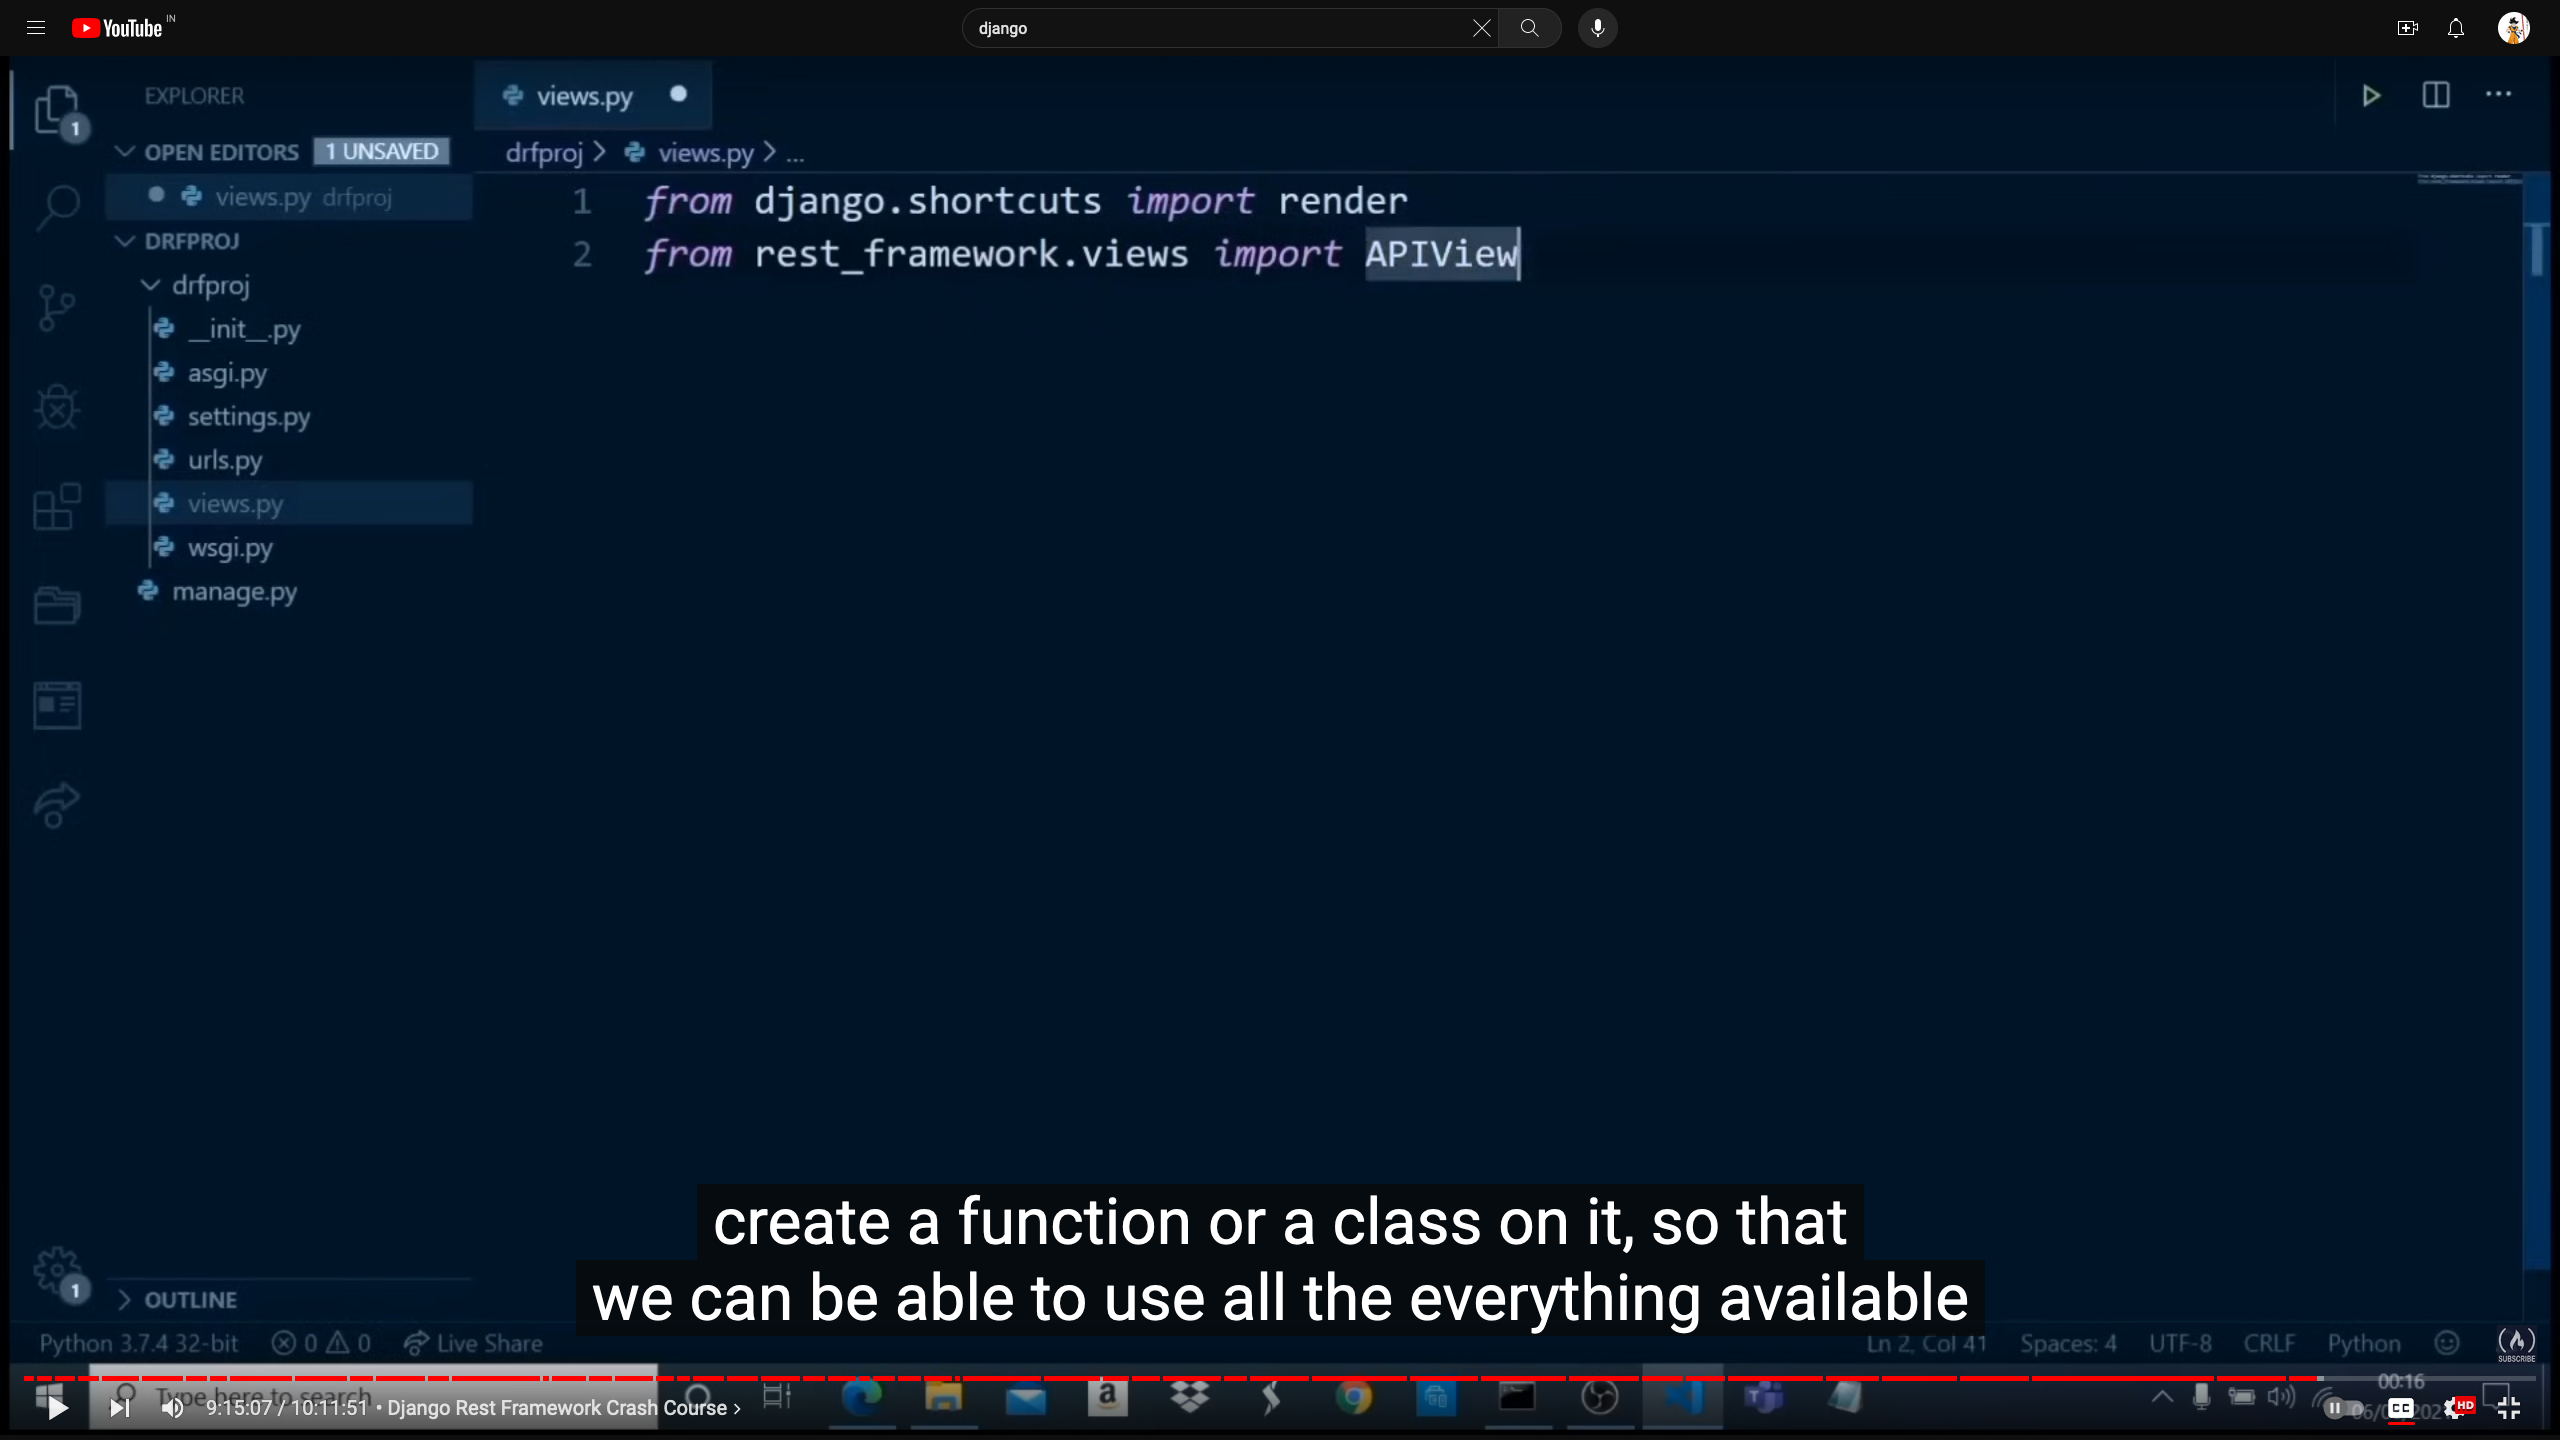 YouTube IN
django
EXPLORER
views.py
1
OPEN EDITORS 1 UNSAVED
drfproj > views.py > ...
views.py drfproj
1 from django.shortcuts import render
DRFPROJ
2 from rest_framework.views import APIView
drfproj
__init__.py
asgi.py
settings.py
urls.py
views.py
wsgi.py
manage.py
create a function or a class on it, so that
we can be able to use all the everything available
1
OUTLINE
Python 3.7.4 32-bit 0 0 Live Share
Ln 2, Col 41 Spaces: 4 UTF-8 CRLF Python
SUBSCRIBE
Type here to search
00:16
9:15:07 / 10:11:51 • Django Rest Framework Crash Course >
a
CC
HD